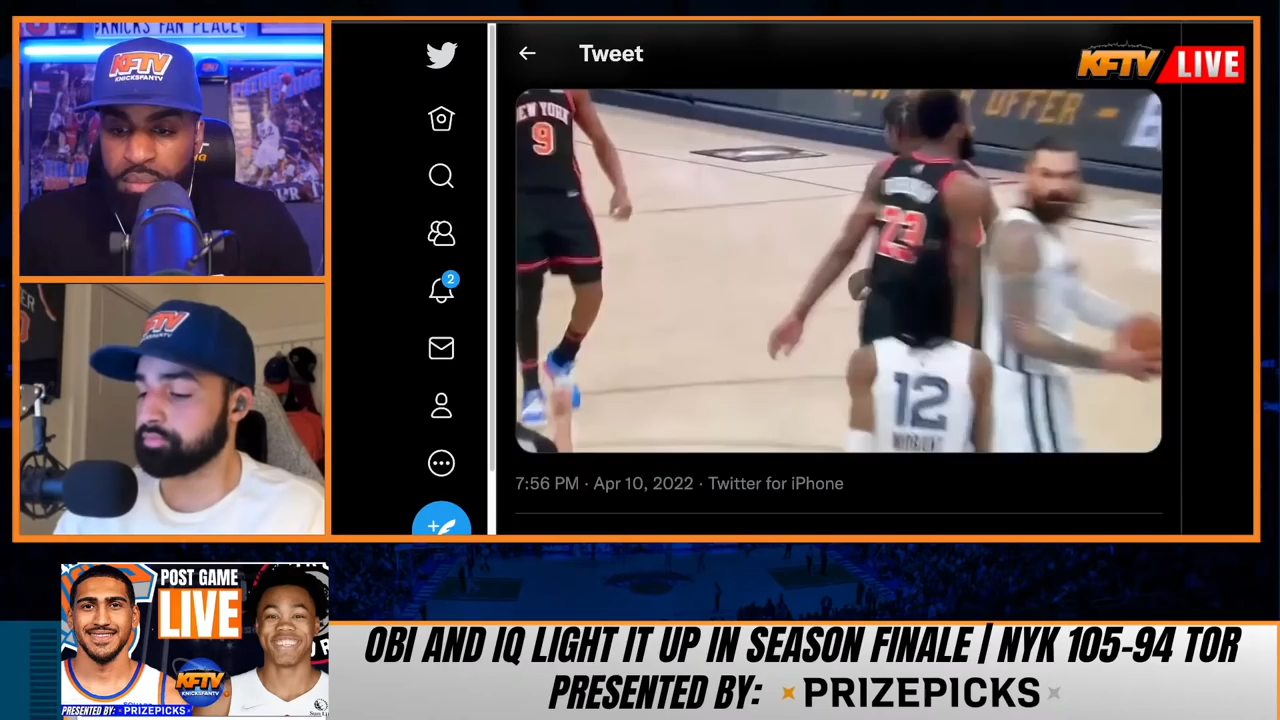 KNICKS FAN PLACE
KFTV
KNICKSFANTV
KFTV
Tweet
KFTV LIVE
NEW YORK
9
OFFER -
23
12
2
7:56 PM · Apr 10, 2022 · Twitter for iPhone
POST GAME
LIVE
KFTV
KNICKSFANTV
PRESENTED BY: PRIZEPICKS
OBI AND IQ LIGHT IT UP IN SEASON FINALE | NYK 105-94 TOR
PRESENTED BY: PRIZEPICKS